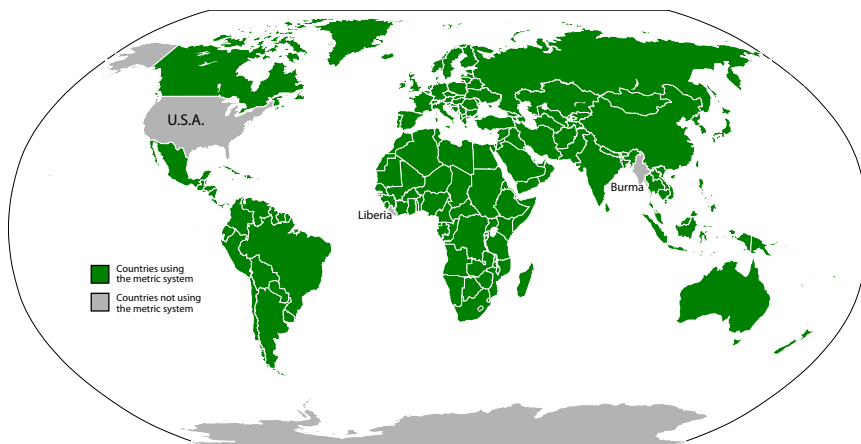 U.S.A.
Burma
Liberia
Countries using
the metric system
Countries not using
the metric system